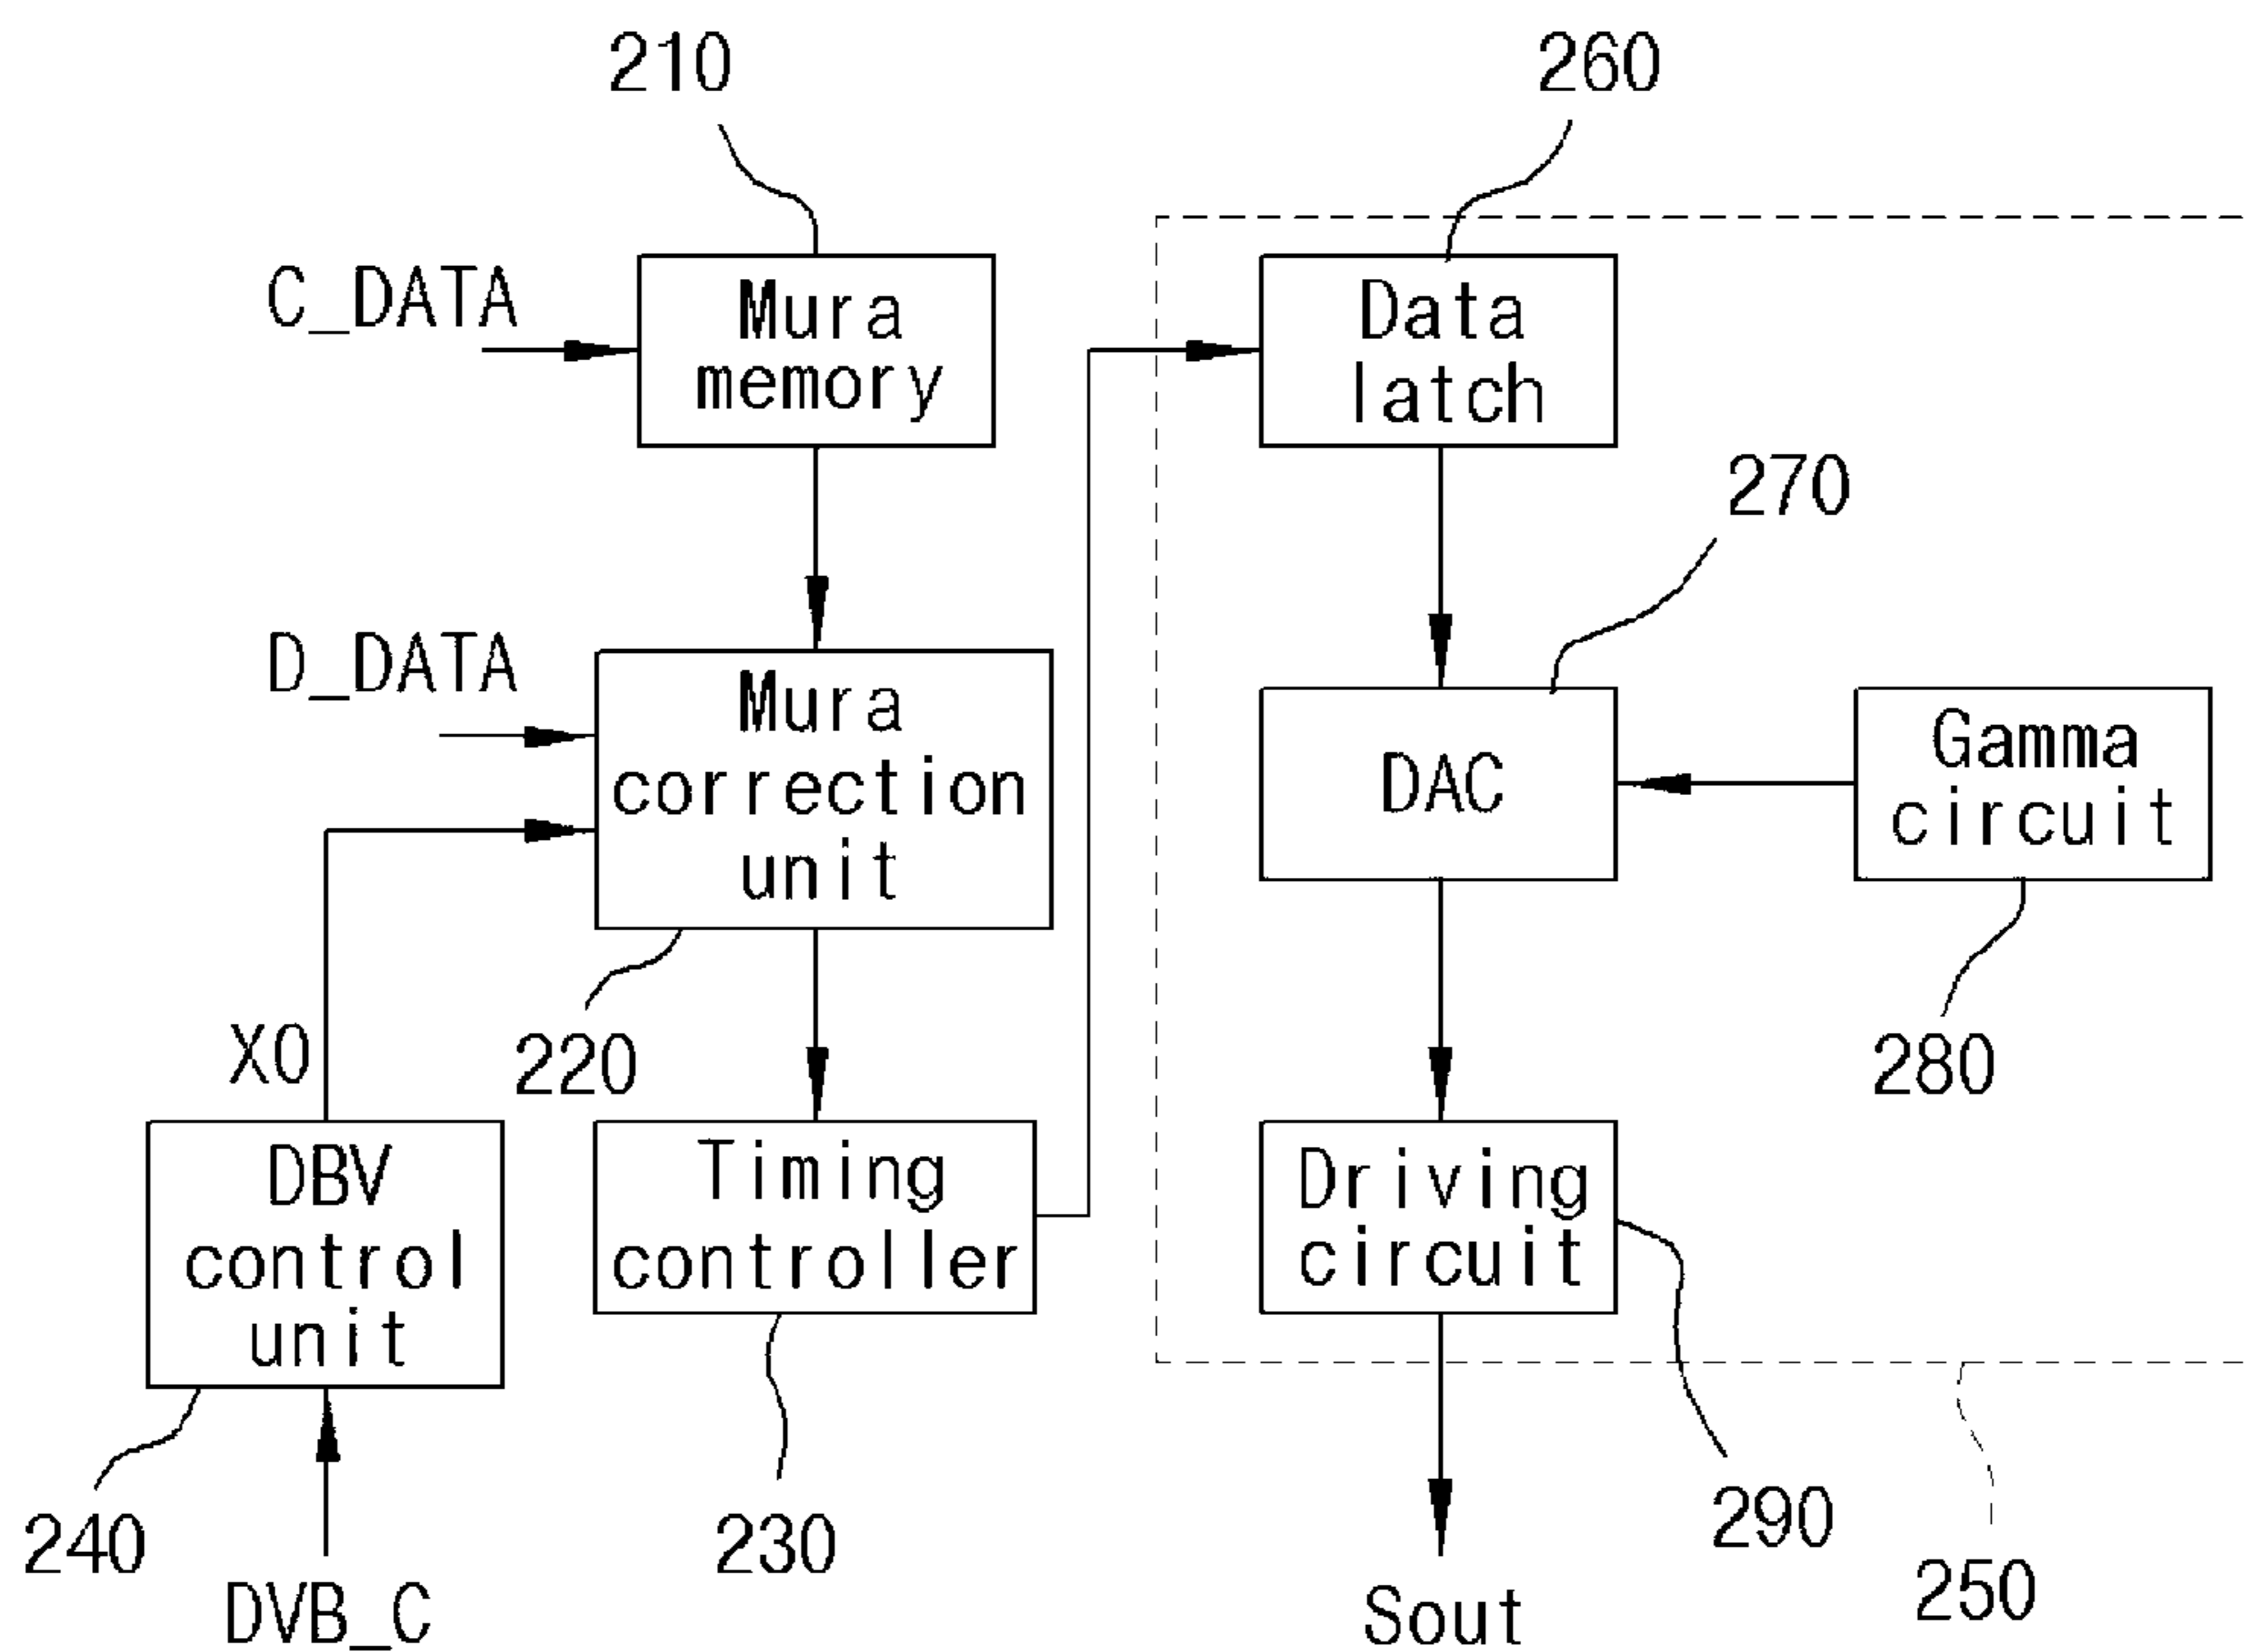 210
260
C_DATA
Mura
memory
Data
latch
270
D_DATA
Mura
correction
unit
DAC
Gamma
circuit
X0
220
280
DBV
control
unit
Timing
controller
Driving
circuit
240
230
290
250
DVB_C
Sout